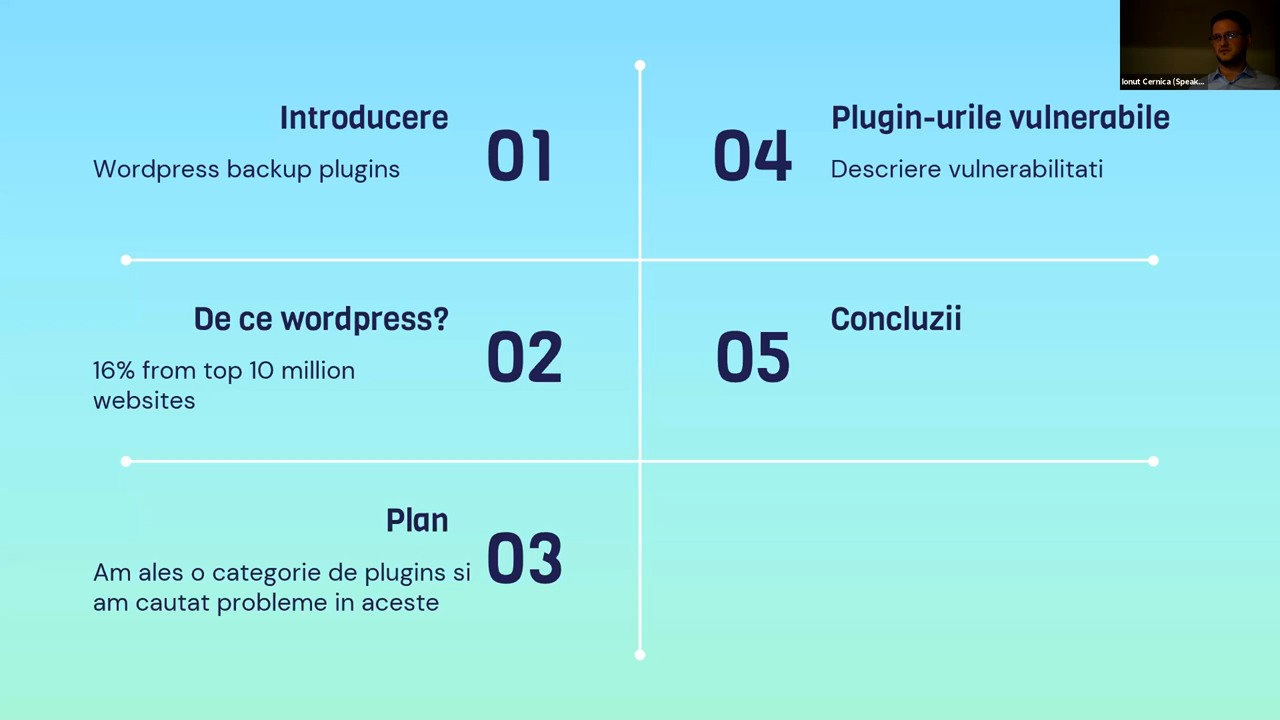 Introducere
01
Wordpress backup plugins
De ce wordpress?
02
16% from top 10 million
websites
Plan
03
Am ales o categorie de plugins si
am cautat probleme in aceste
04
Plugin-urile vulnerabile
Descriere vulnerabilitati
05
Concluzii
Ionut Cernica (Speak...